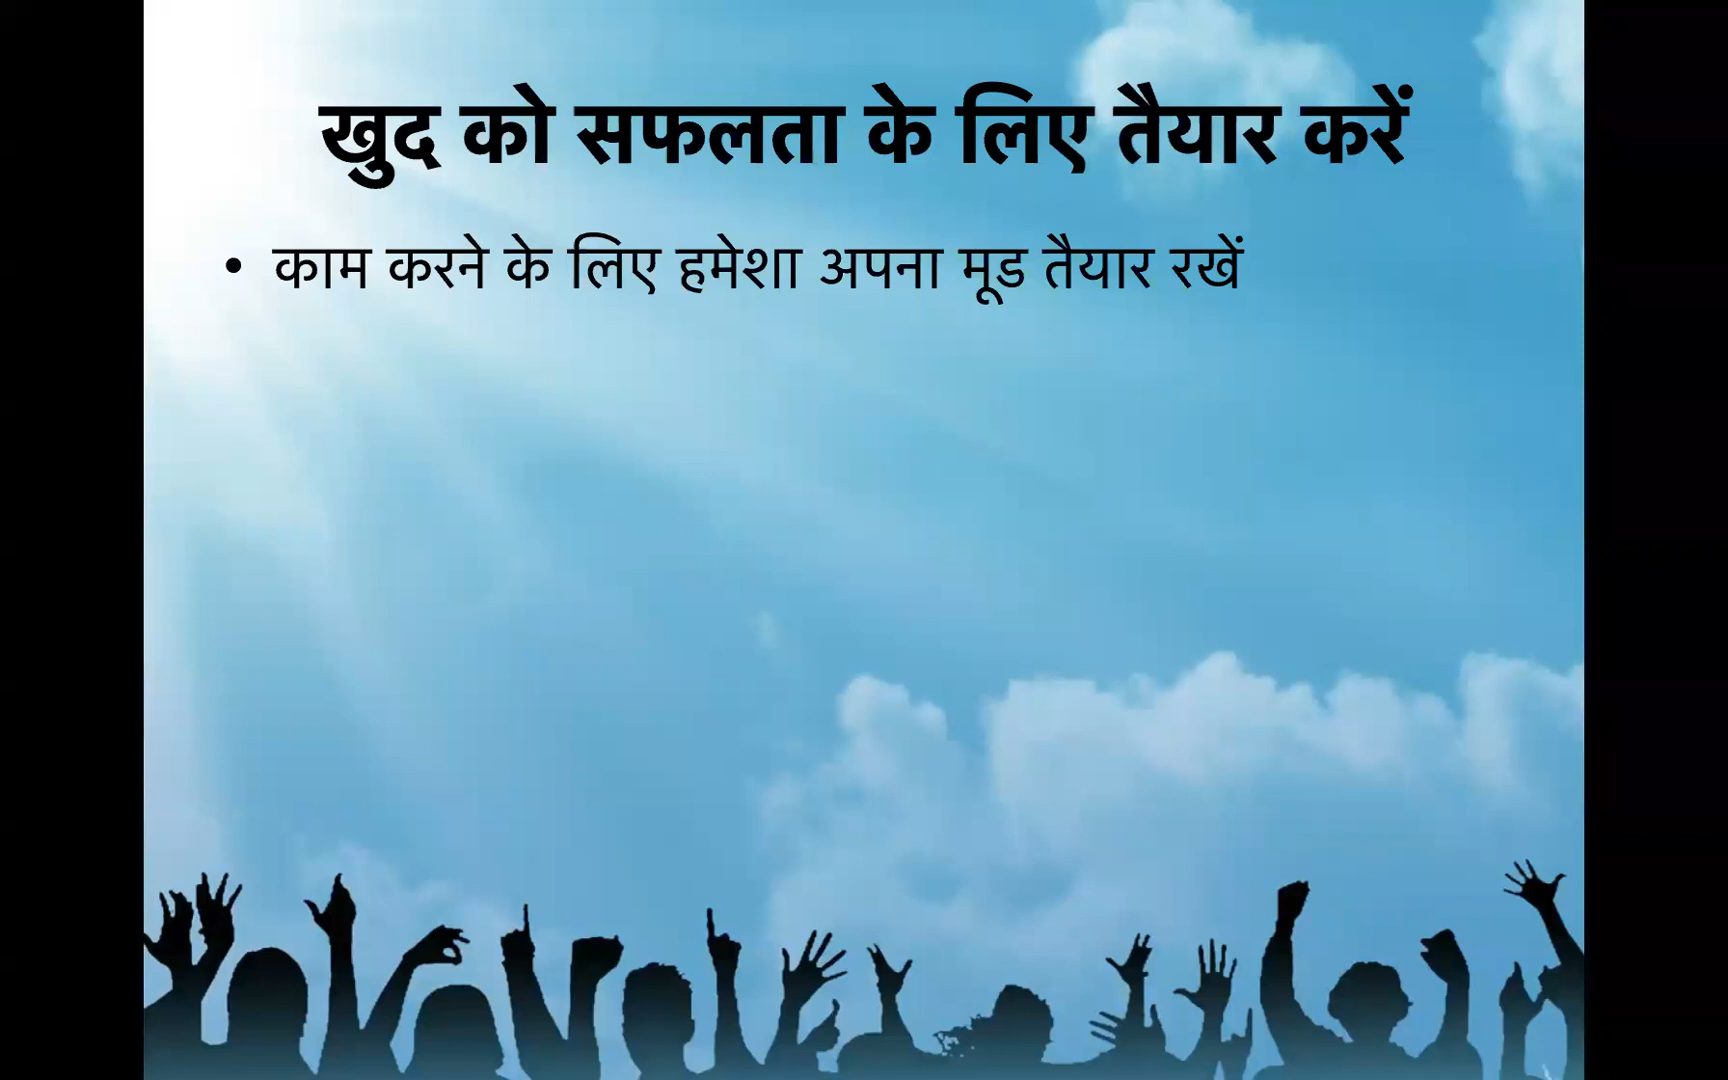 खुद को सफलता के लिए तैयार करें
• काम करने के लिए हमेशा अपना मूड तैयार रखें